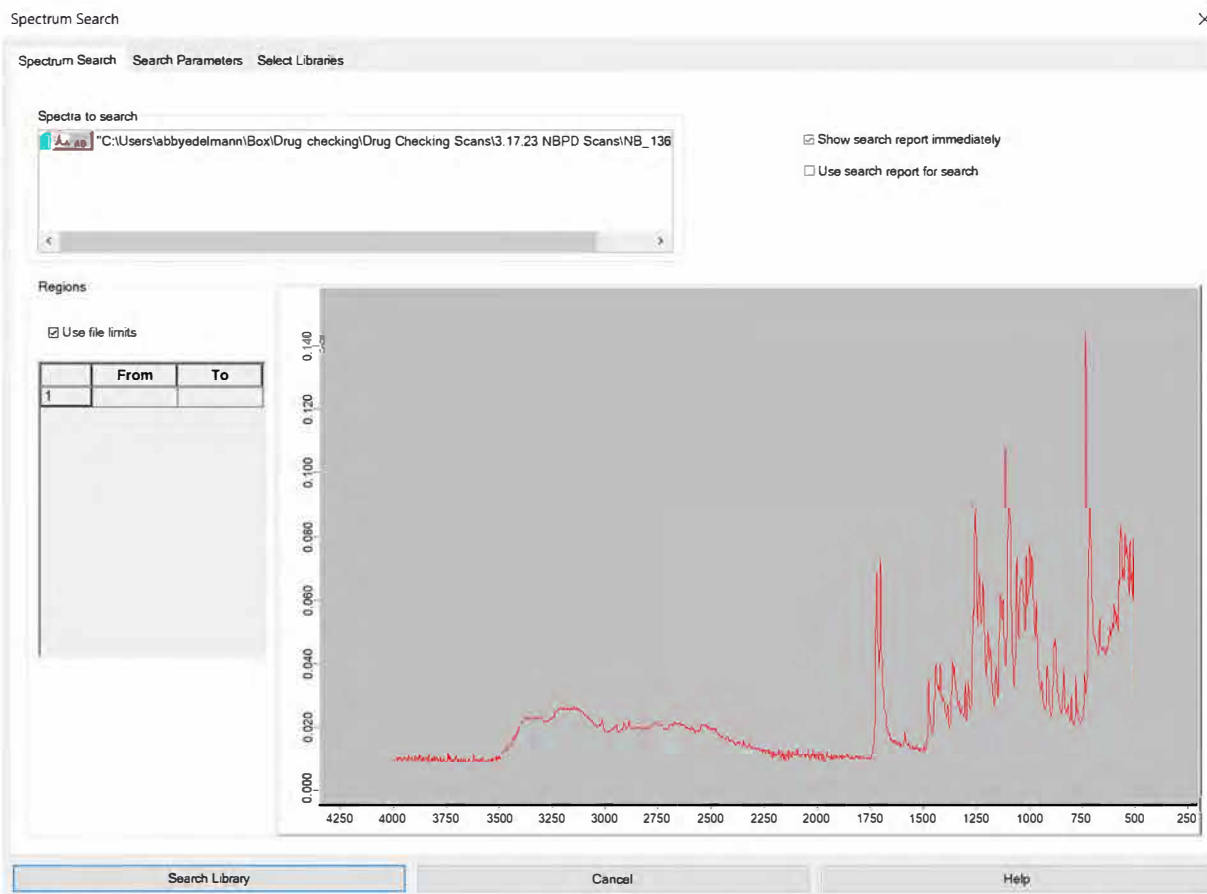 Spectrum Search
Spectrum Search Search Parameters Select Libraries
Spectra to search
"C:\Users\abbyedelmann\Box\Drug checking\Drug Checking Scans\3.17.23 NBPD Scans\NB_136
Show search report immediately
Use search report for search
Regions
Use file limits
From To
1
0.140
0.120
0.100
0.080
0.060
0.040
0.020
0.000
4250 4000 3750 3500 3250 3000 2750 2500 2250 2000 1750 1500 1250 1000 750 500 250
Search Library Cancel Help